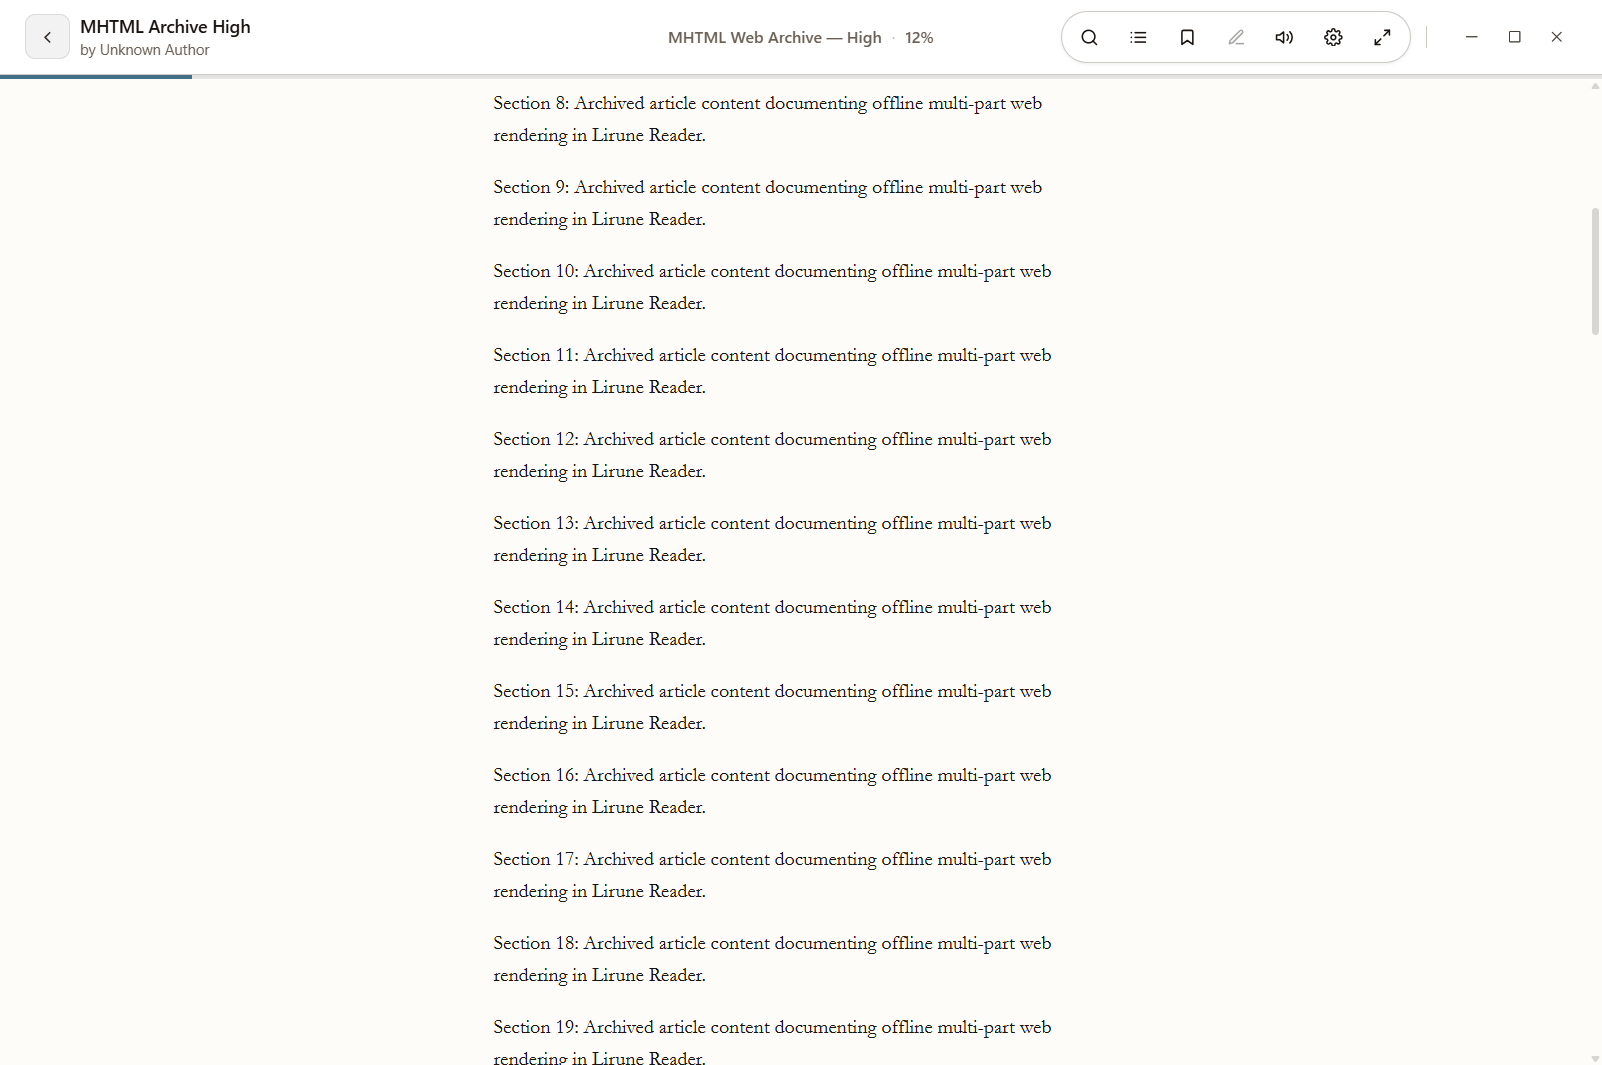 MHTML Archive High
by Unknown Author
MHTML Web Archive — High · 12%
Section 8: Archived article content documenting offline multi-part web
rendering in Lirune Reader.
Section 9: Archived article content documenting offline multi-part web
rendering in Lirune Reader.
Section 10: Archived article content documenting offline multi-part web
rendering in Lirune Reader.
Section 11: Archived article content documenting offline multi-part web
rendering in Lirune Reader.
Section 12: Archived article content documenting offline multi-part web
rendering in Lirune Reader.
Section 13: Archived article content documenting offline multi-part web
rendering in Lirune Reader.
Section 14: Archived article content documenting offline multi-part web
rendering in Lirune Reader.
Section 15: Archived article content documenting offline multi-part web
rendering in Lirune Reader.
Section 16: Archived article content documenting offline multi-part web
rendering in Lirune Reader.
Section 17: Archived article content documenting offline multi-part web
rendering in Lirune Reader.
Section 18: Archived article content documenting offline multi-part web
rendering in Lirune Reader.
Section 19: Archived article content documenting offline multi-part web
rendering in Lirune Reader.